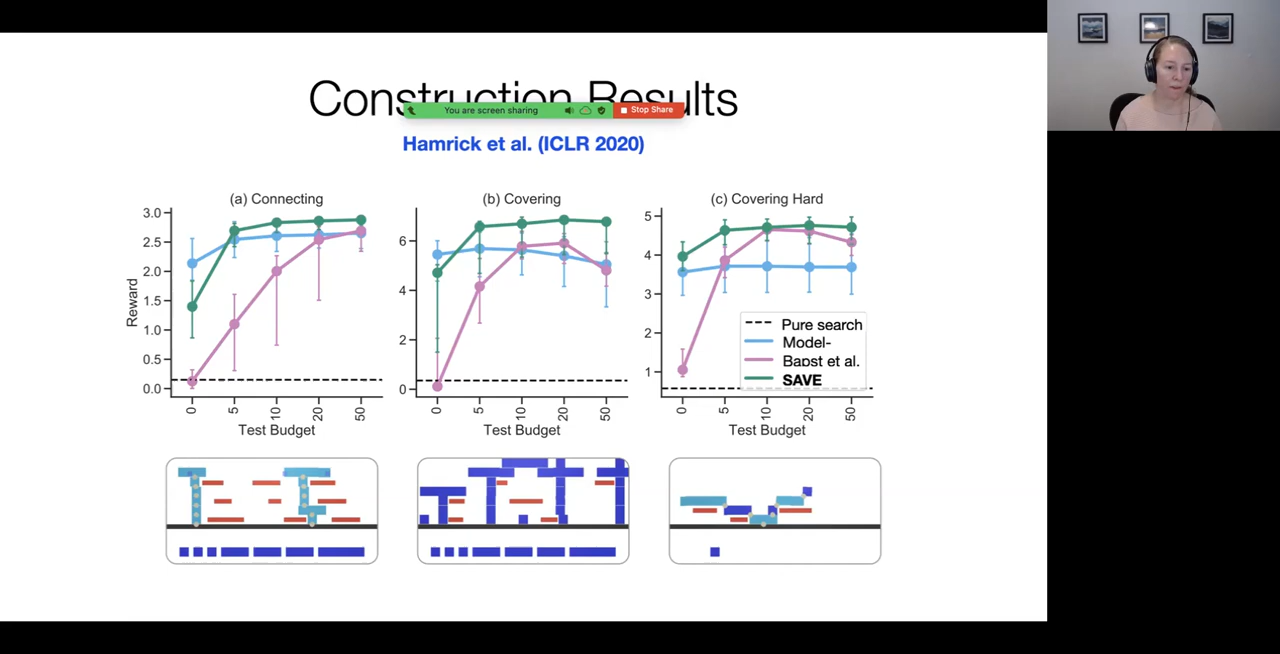 Construction Results
You are screen sharing
Stop Share
Hamrick et al. (ICLR 2020)
(a) Connecting
(b) Covering
(c) Covering Hard
Reward
3.0
2.5
2.0
1.5
1.0
0.5
0.0
0 5 10 20 50
Test Budget
6
4
2
0
0 5 10 20 50
Test Budget
5
4
3
2
1
0 5 10 20 50
Test Budget
Pure search
Model-
Bapst et al.
SAVE